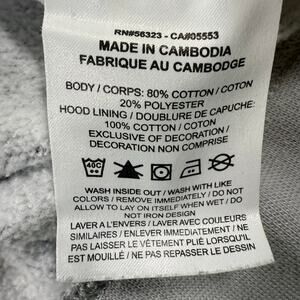 RN#56323 - CA#05553
MADE IN CAMBODIA
FABRIQUE AU CAMBODGE
BODY / CORPS: 80% COTTON / COTON
20% POLYESTER
HOOD LINING / DOUBLURE DE CAPUCHE:
100% COTTON / COTON
EXCLUSIVE OF DECORATION /
DECORATION NON COMPRISE
40C
WASH INSIDE OUT / WASH WITH LIKE
COLORS / REMOVE IMMEDIATELY / DO NOT
ALLOW TO LAY ON ITSELF WHEN WET / DO
NOT IRON DESIGN
LAVER A L'ENVERS / LAVER AVEC COULEURS
SIMILAIRES / ENLEVER IMMEDIATEMENT / NE
PAS LAISSER LE VÊTEMENT PLIÉ LORSQU'IL
EST MOUILLÉ / NE PAS REPASSER LE DESSIN